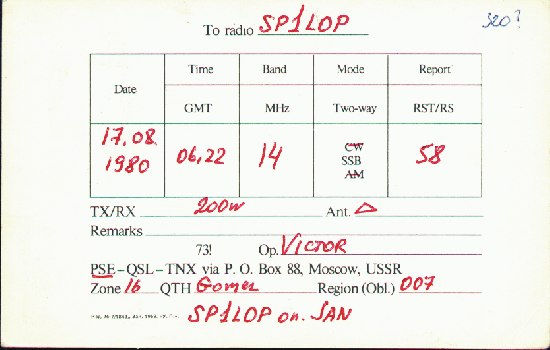 To radio SP1LOP
320?
Date Time Band Mode Report
GMT MHz Two-way RST/RS
17.08. 1980 06,22 14 CW SSB AM 58
TX/RX 200w Ant. Δ
Remarks
73! Op. VICTOR
PSE–QSL–TNX via P. O. Box 88, Moscow, USSR
Zone 16 QTH Gomel Region (Obl.) 007
SP1LOP on. JAN